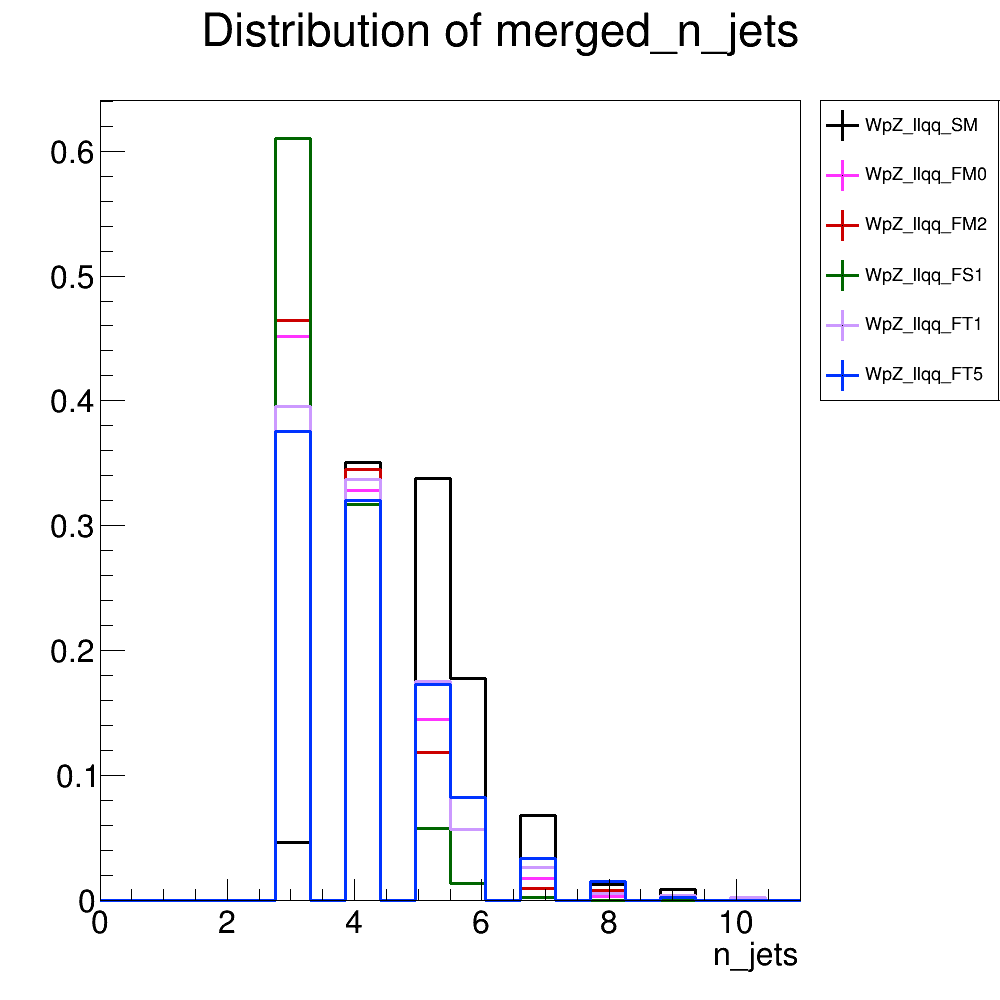 Distribution of merged_n_jets
WpZ_llqq_SM
WpZ_llqq_FM0
WpZ_llqq_FM2
WpZ_llqq_FS1
WpZ_llqq_FT1
WpZ_llqq_FT5
0.6
0.5
0.4
0.3
0.2
0.1
0
0 2 4 6 8 10
n_jets